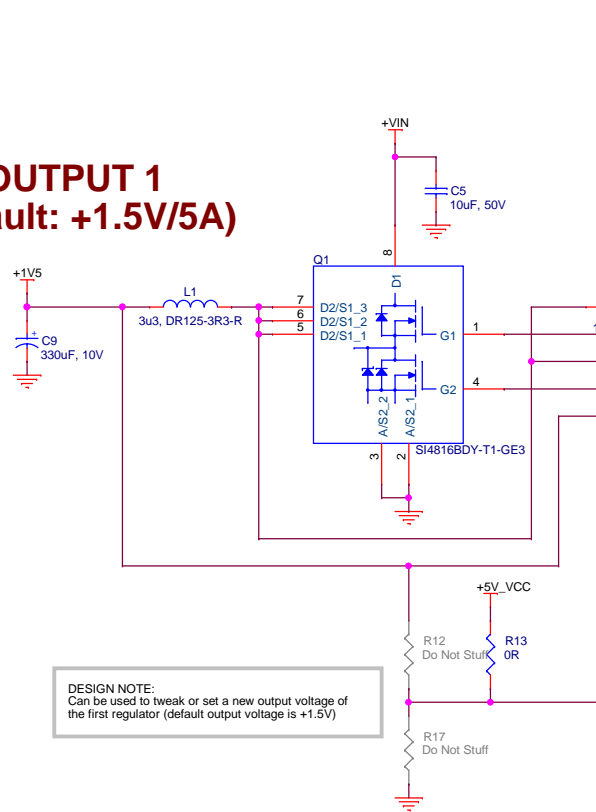 +VIN
C5
10uF, 50V
OUTPUT 1
ault: +1.5V/5A)
+1V5
L1
3u3, DR125-3R3-R
C9
330uF, 10V
+
Q1
8
D1
7
D2/S1_3
6
D2/S1_2
5
D2/S1_1
G1
1
G2
4
A/S2_2
A/S2_1
3
2
SI4816BDY-T1-GE3
+5V_VCC
R12
Do Not Stuff
R13
0R
DESIGN NOTE:
Can be used to tweak or set a new output voltage of
the first regulator (default output voltage is +1.5V)
R17
Do Not Stuff